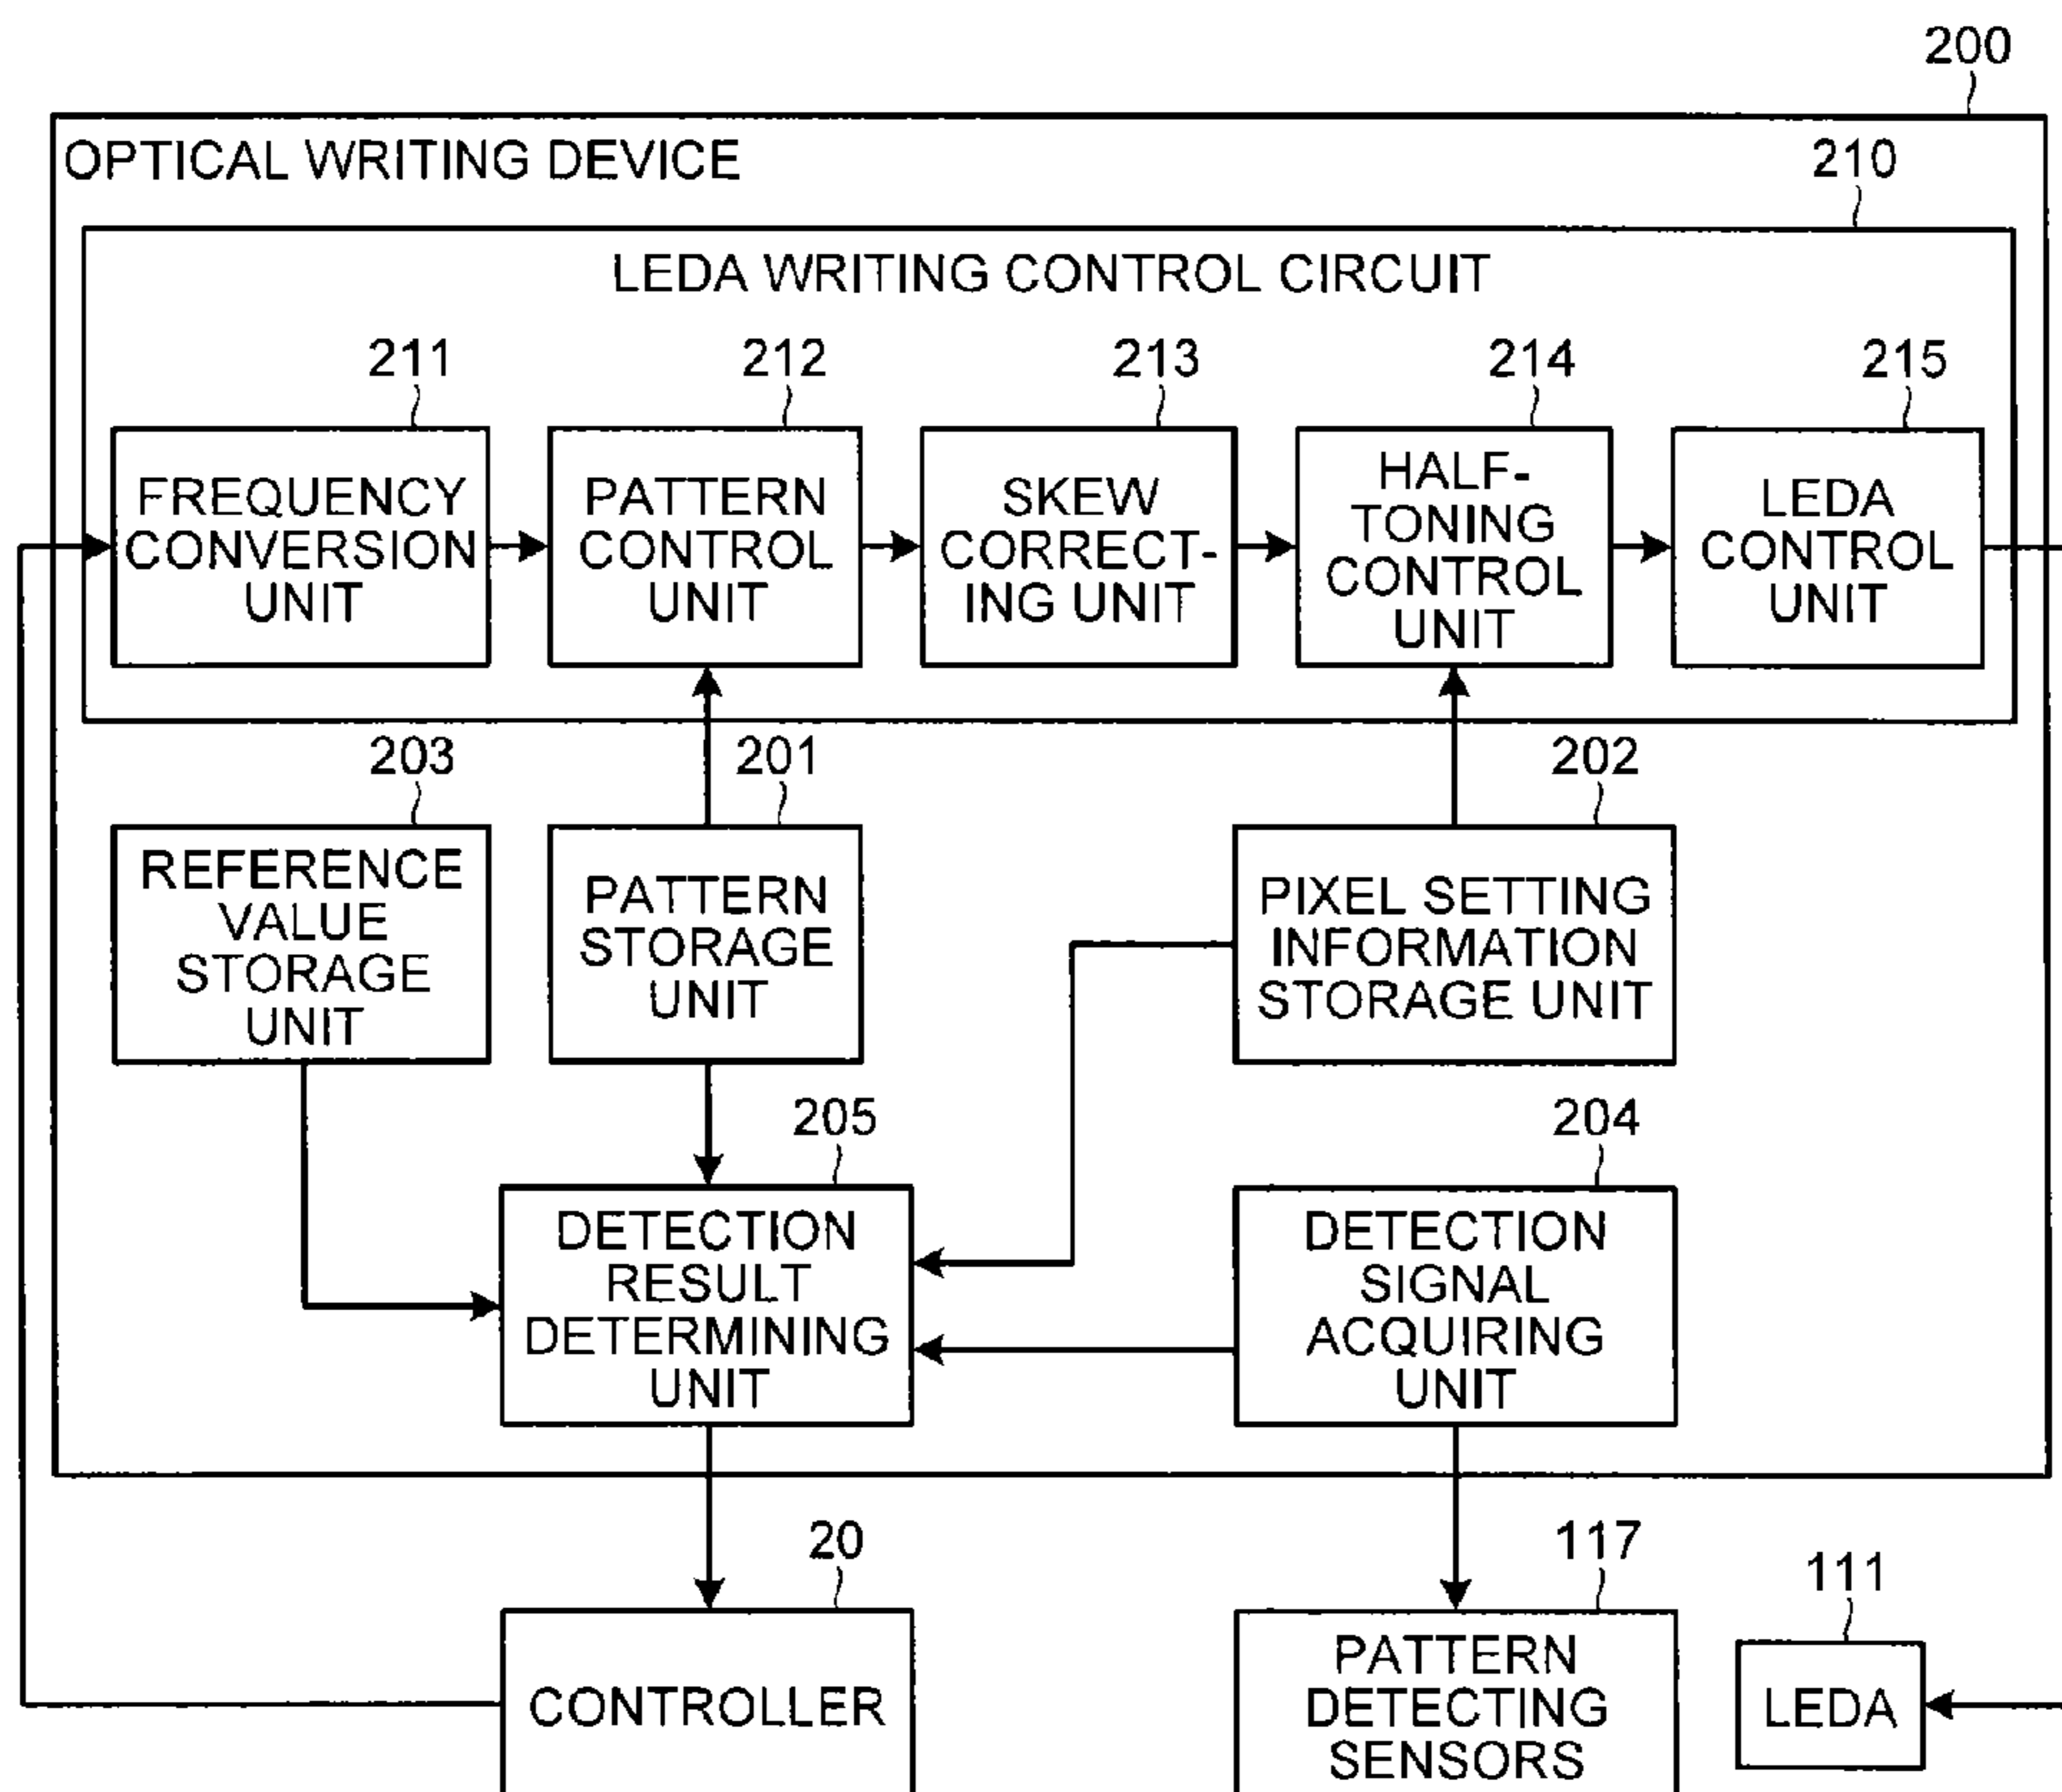 200
OPTICAL WRITING DEVICE
210
LEDA WRITING CONTROL CIRCUIT
211
212
213
214
215
FREQUENCY
CONVERSION
UNIT
PATTERN
CONTROL
UNIT
SKEW
CORRECT-
ING UNIT
HALF-
TONING
CONTROL
UNIT
LEDA
CONTROL
UNIT
203
201
202
REFERENCE
VALUE
STORAGE
UNIT
PATTERN
STORAGE
UNIT
PIXEL SETTING
INFORMATION
STORAGE UNIT
205
204
DETECTION
RESULT
DETERMINING
UNIT
DETECTION
SIGNAL
ACQUIRING
UNIT
20
117
111
CONTROLLER
PATTERN
DETECTING
SENSORS
LEDA